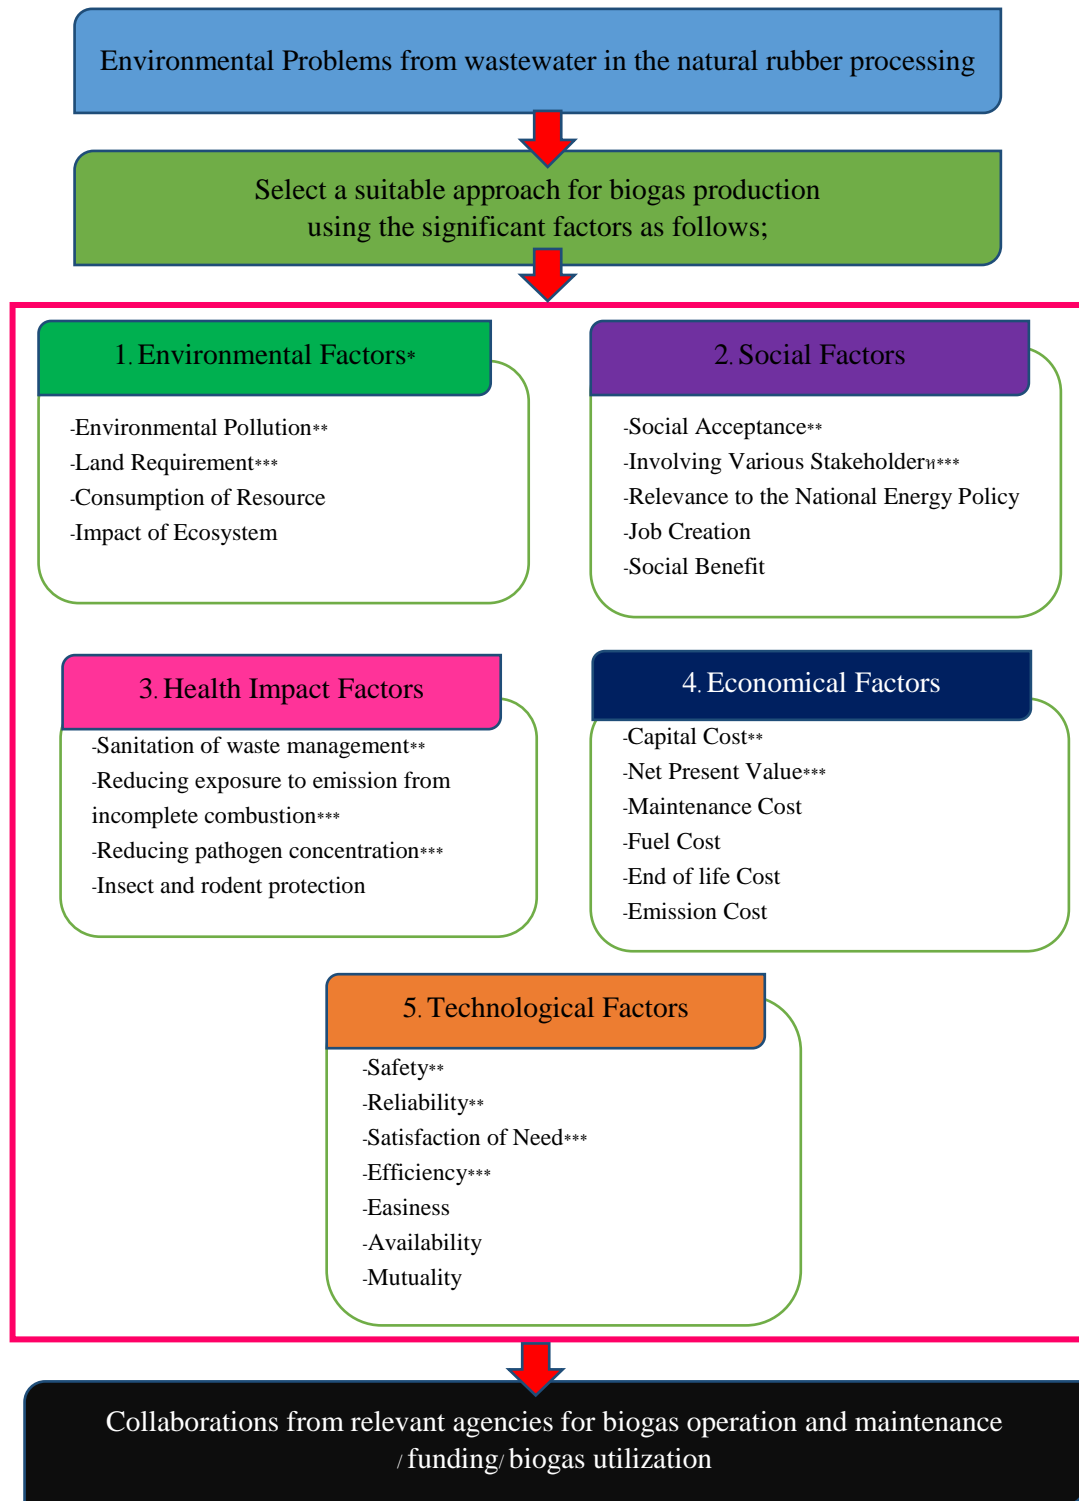 Environmental Problems from wastewater in the natural rubber processing
Select a suitable approach for biogas production
using the significant factors as follows;
1. Environmental Factors*
-Environmental Pollution**
-Land Requirement***
-Consumption of Resource
-Impact of Ecosystem
2. Social Factors
-Social Acceptance**
-Involving Various Stakeholderห***
-Relevance to the National Energy Policy
-Job Creation
-Social Benefit
3. Health Impact Factors
-Sanitation of waste management**
-Reducing exposure to emission from
incomplete combustion***
-Reducing pathogen concentration***
-Insect and rodent protection
4. Economical Factors
-Capital Cost**
-Net Present Value***
-Maintenance Cost
-Fuel Cost
-End of life Cost
-Emission Cost
5. Technological Factors
-Safety**
-Reliability**
-Satisfaction of Need***
-Efficiency***
-Easiness
-Availability
-Mutuality
Collaborations from relevant agencies for biogas operation and maintenance
/ funding/ biogas utilization